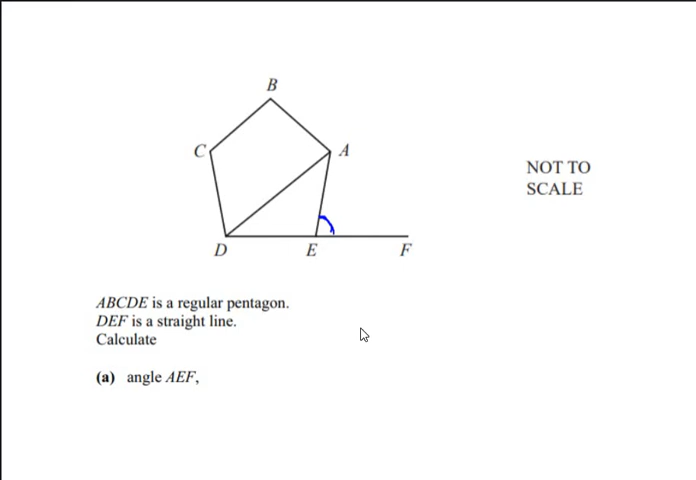 B
C
A
NOT TO
SCALE
D
E
F
ABCDE is a regular pentagon.
DEF is a straight line.
Calculate
(a) angle AEF,